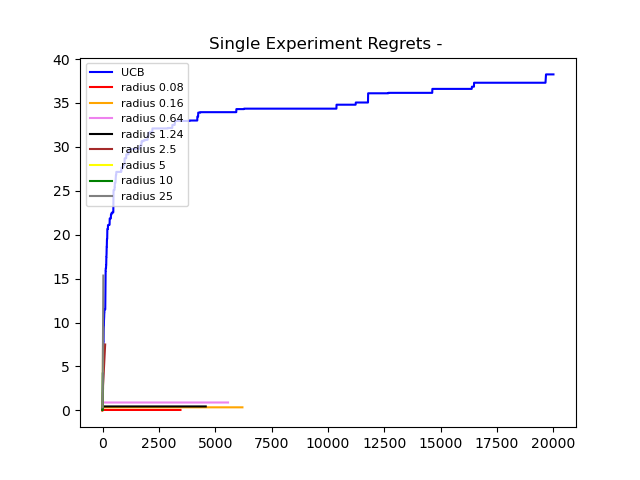 Single Experiment Regrets -
40
35
30
25
20
15
10
5
0
UCB
radius 0.08
radius 0.16
radius 0.64
radius 1.24
radius 2.5
radius 5
radius 10
radius 25
0 2500 5000 7500 10000 12500 15000 17500 20000